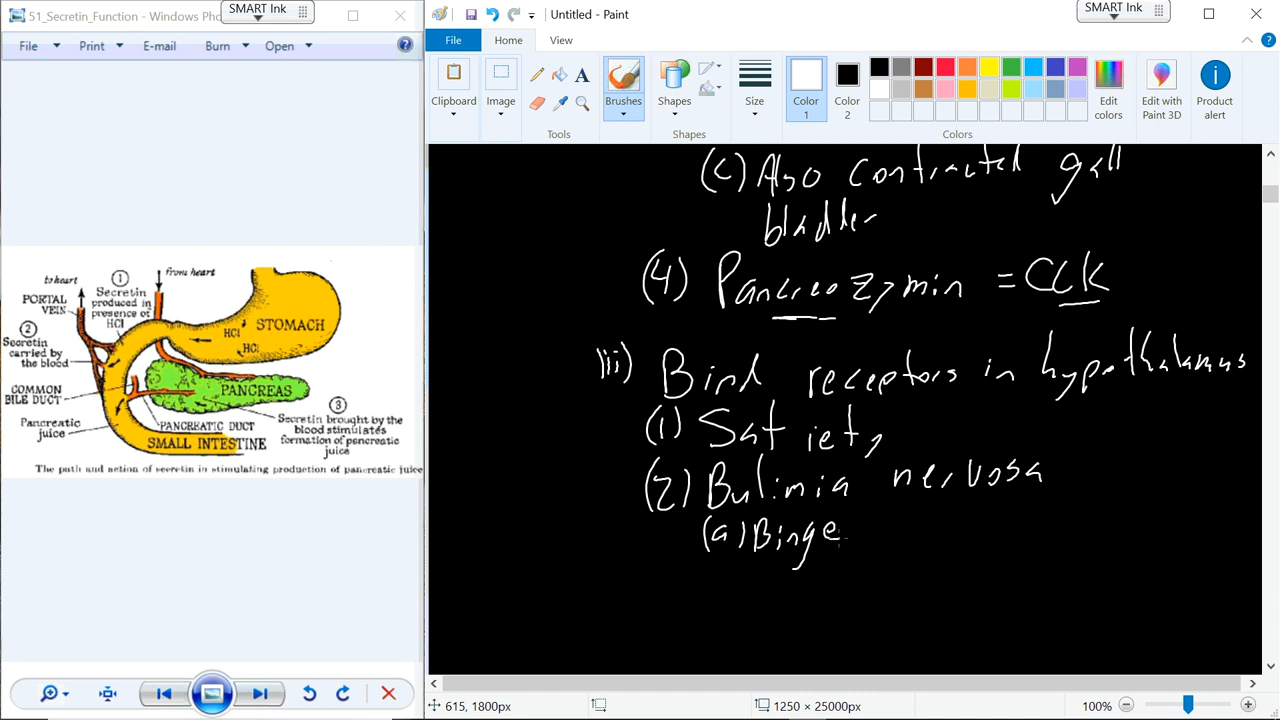 51_Secretin_Function - Windows Pho
SMART Ink
File Print E-mail Burn Open
to heart
from heart
PORTAL
VEIN
1
Secretin
produced in
presence of
HCl
STOMACH
HCl
HCl
2
Secretin
carried by
the blood
COMMON
BILE DUCT
PANCREAS
Pancreatic
juice
PANCREATIC DUCT
SMALL INTESTINE
3
Secretin brought by the
blood stimulates
formation of pancreatic
juice
The path and action of secretin in stimulating production of pancreatic juice
Untitled - Paint
SMART Ink
File Home View
Clipboard
Image
Tools
Brushes
Shapes
Shapes
Size
Color
1
Color
2
Edit
colors
Colors
Edit with
Paint 3D
Product
alert
(c) Also contracted gall
bladder
(4) Pancreozymin = CCK
iii) Bind receptors in hypothalamus
(1) Satiety
(2) Bulimia nervosa
(a) Binge
615, 1800px
1250 × 25000px
100%